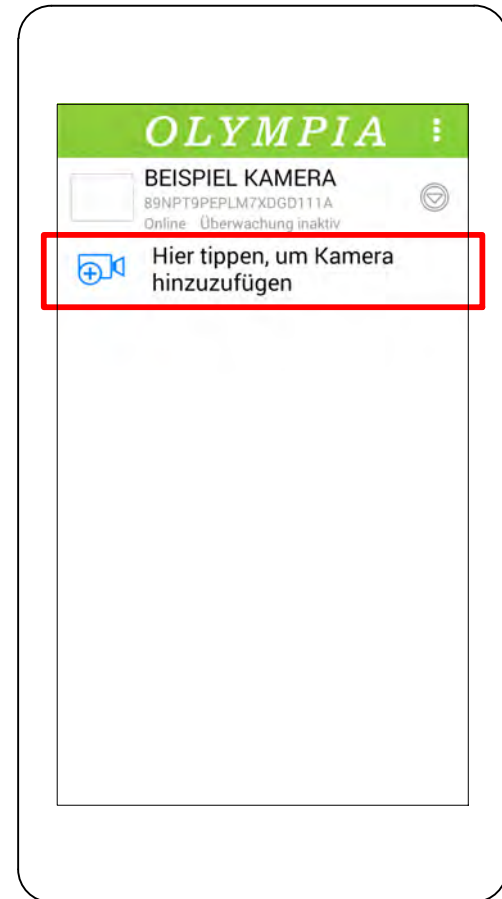 OLYMPIA
BEISPIEL KAMERA
89NPT9PEPLM7XDGD111A
Online Überwachung inaktiv
Hier tippen, um Kamera
hinzuzufügen